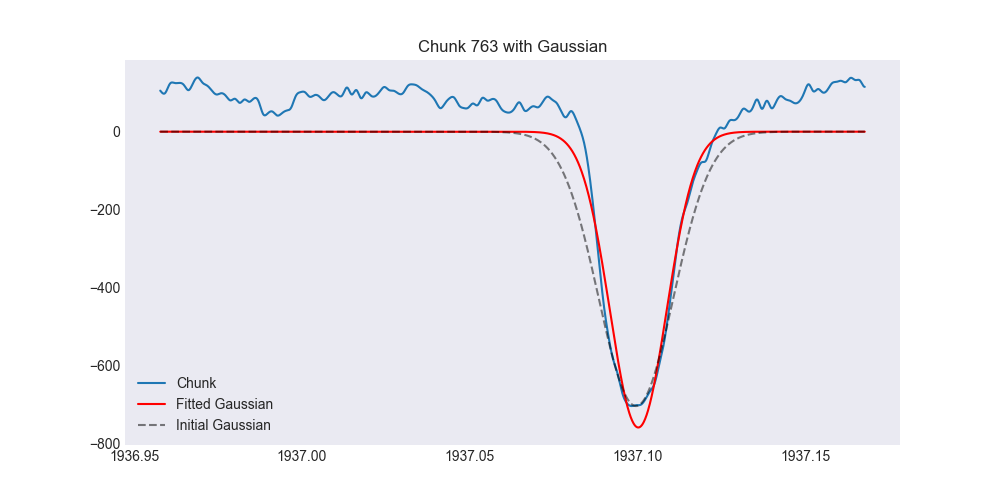 Chunk 763 with Gaussian
0
−200
−400
−600
−800
Chunk
Fitted Gaussian
Initial Gaussian
1936.95 1937.00 1937.05 1937.10 1937.15